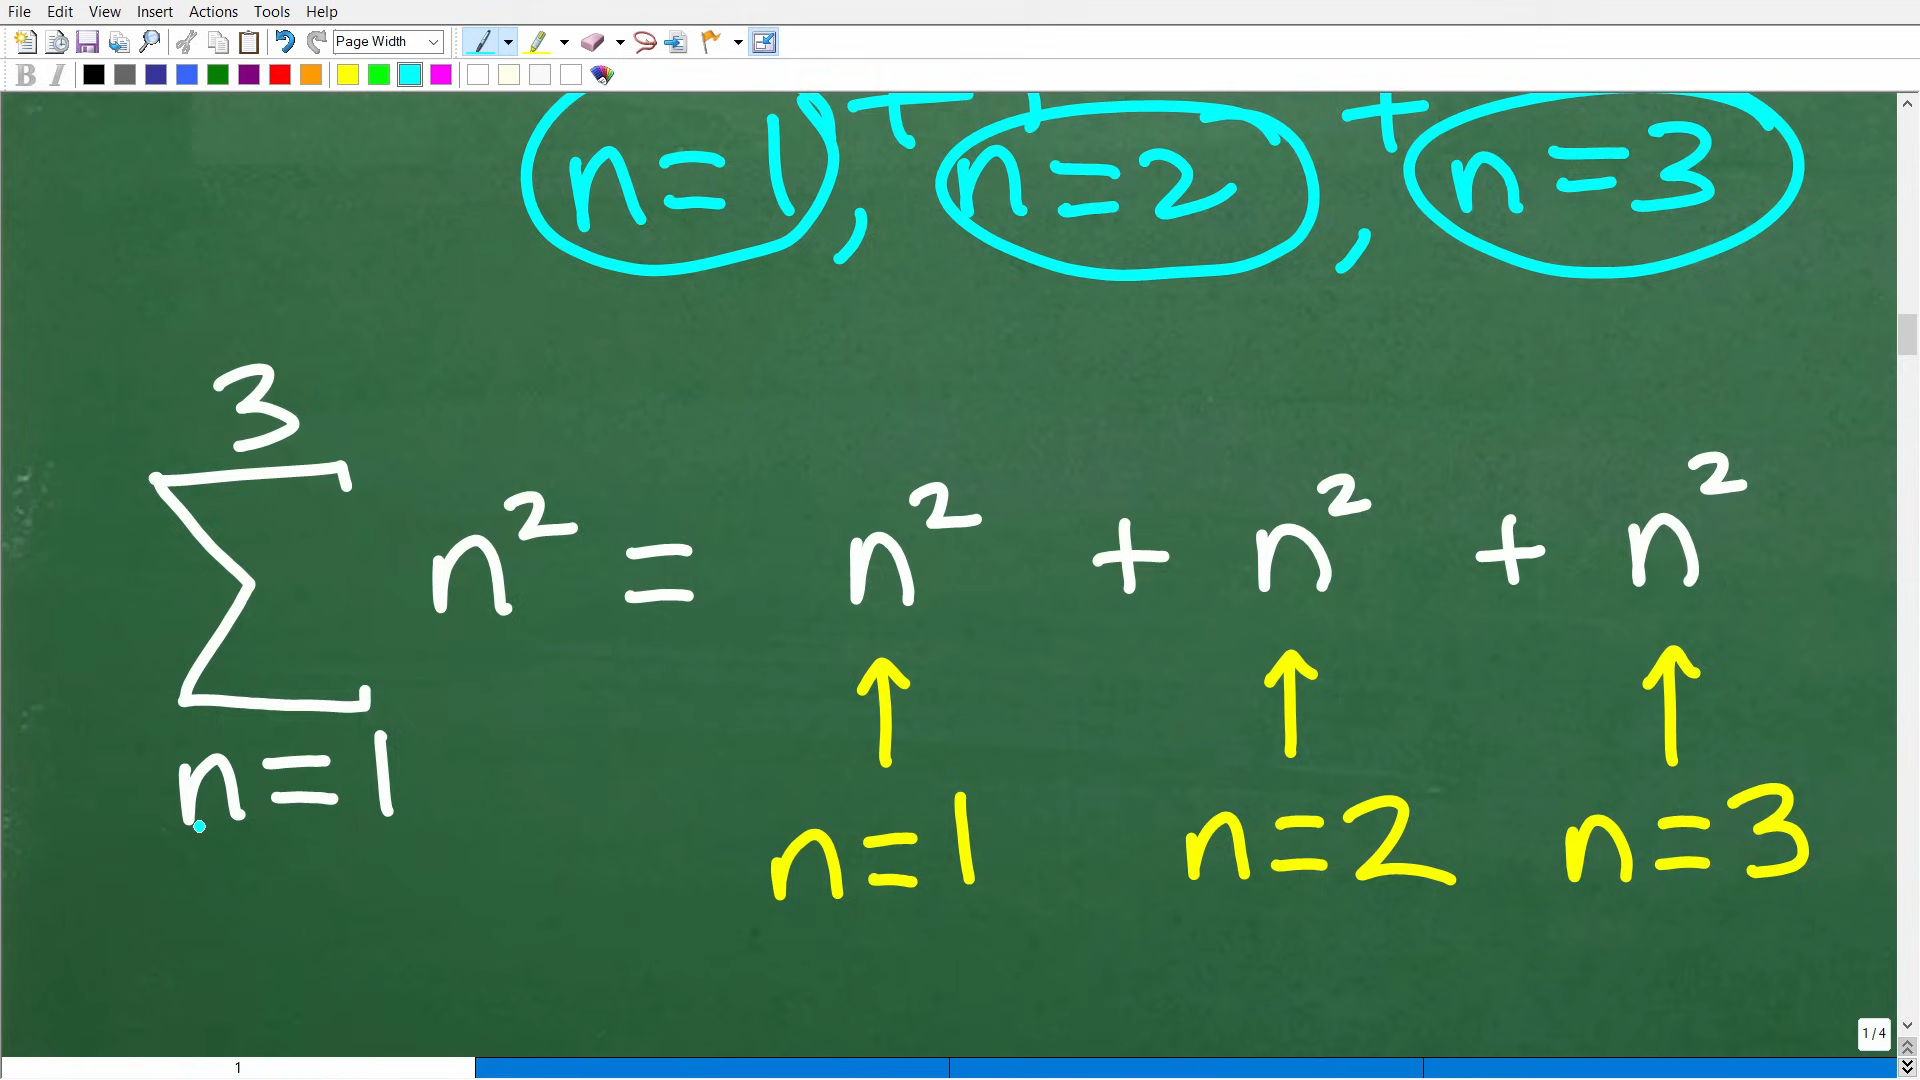 File Edit View Insert Actions Tools Help
Page Width
B I
+ +
n=1, n=2, n=3
3
∑ n² = n² + n² + n²
n=1
↑ ↑ ↑
n=1 n=2 n=3
1/4
1